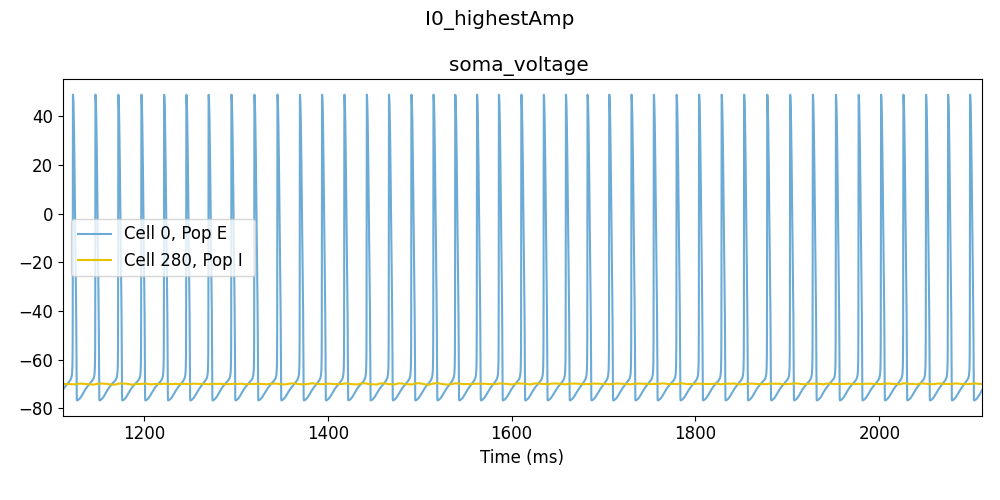 I0_highestAmp
soma_voltage
40
20
0
−20
−40
−60
−80
Cell 0, Pop E
Cell 280, Pop I
1200
1400
1600
1800
2000
Time (ms)